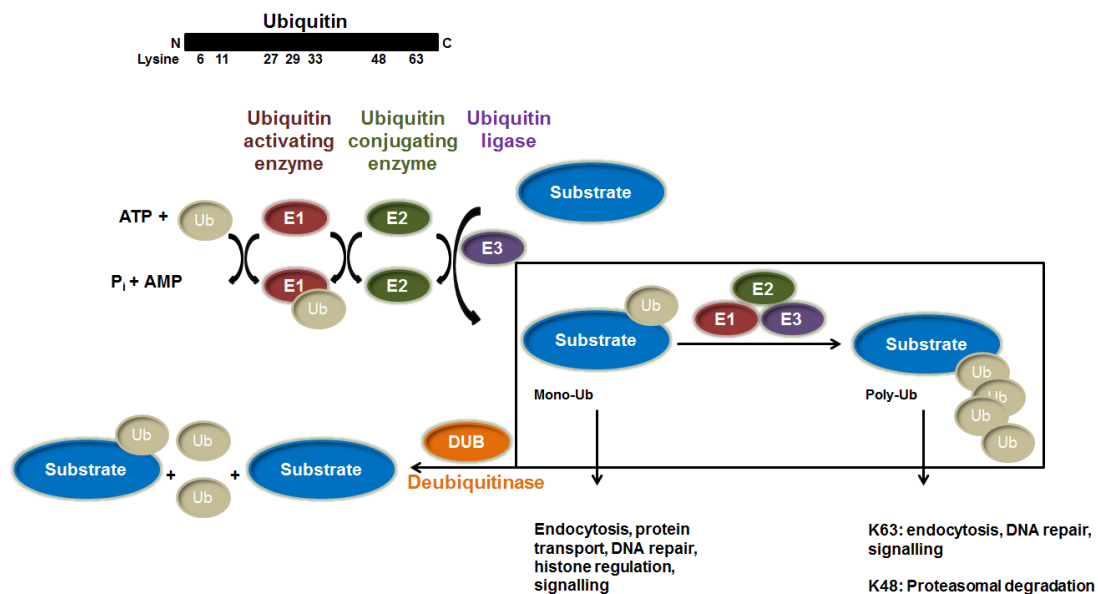 Ubiquitin
N C
Lysine 6 11 27 29 33 48 63
Ubiquitin
activating
enzyme
Ubiquitin
conjugating
enzyme
Ubiquitin
ligase
Substrate
ATP + Ub E1 E2
E3
Pi + AMP E1 E2
Ub
Ub
E2
E1 E3
Substrate
Substrate
Ub
Ub
Ub
Ub
Mono-Ub
Poly-Ub
DUB
Deubiquitinase
Ub Ub
Substrate + + Substrate
Ub
Endocytosis, protein
transport, DNA repair,
histone regulation,
signalling
K63: endocytosis, DNA repair,
signalling
K48: Proteasomal degradation